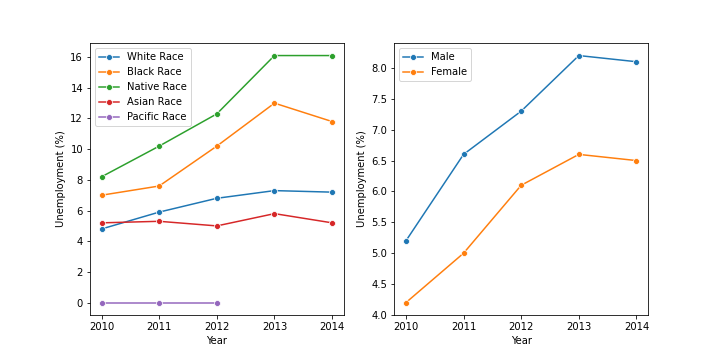 White Race
Black Race
Native Race
Asian Race
Pacific Race
16
14
12
10
8
6
4
2
0
Unemployment (%)
2010 2011 2012 2013 2014
Year
Male
Female
8.0
7.5
7.0
6.5
6.0
5.5
5.0
4.5
4.0
Unemployment (%)
2010 2011 2012 2013 2014
Year